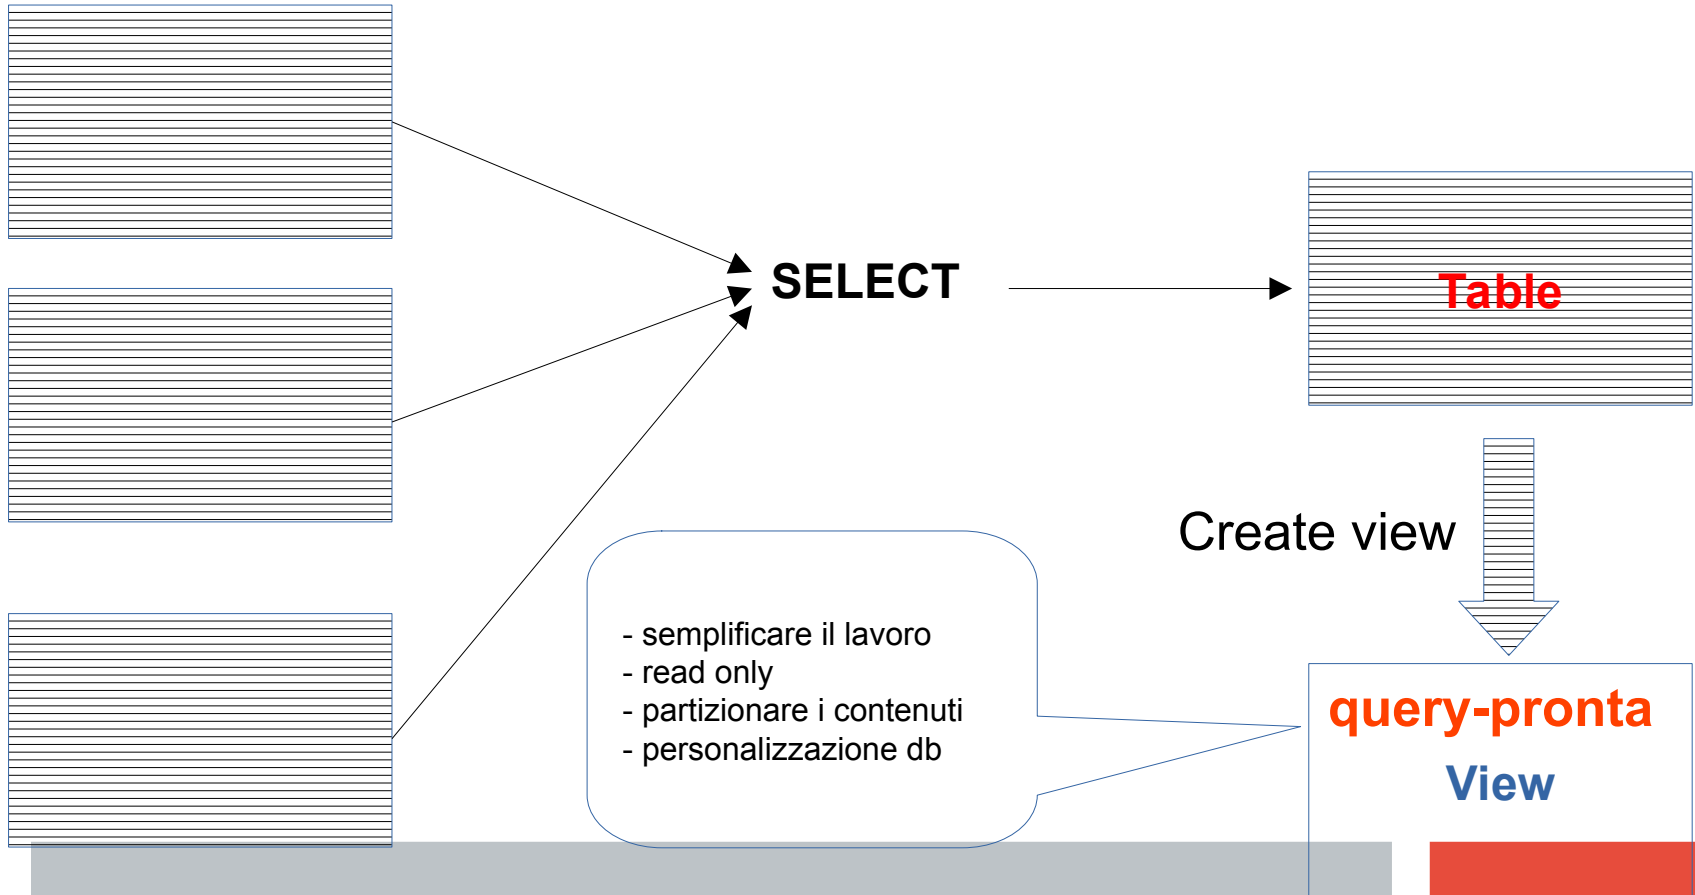 SELECT
Table
Create view
- semplificare il lavoro
- read only
- partizionare i contenuti
- personalizzazione db
query-pronta
View